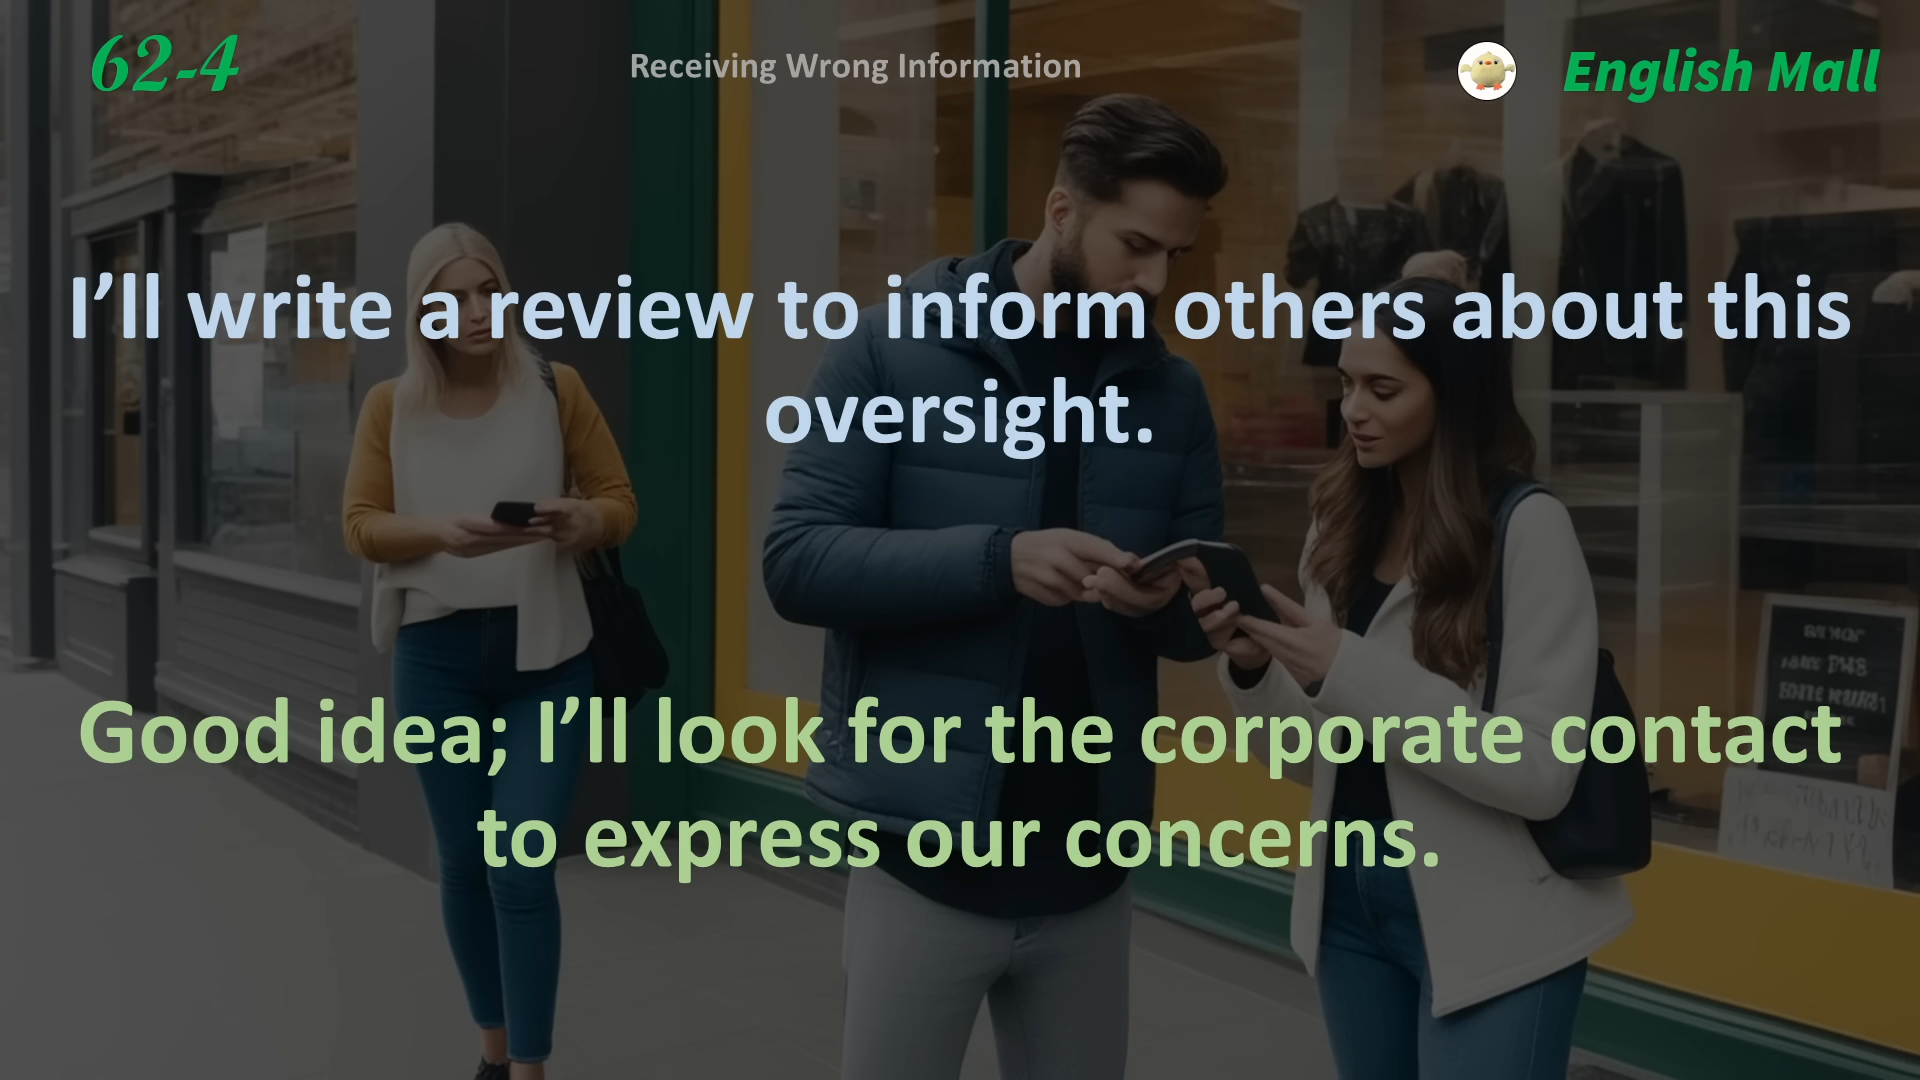 62-4
Receiving Wrong Information
English Mall
I’ll write a review to inform others about this
oversight.
Good idea; I’ll look for the corporate contact
to express our concerns.